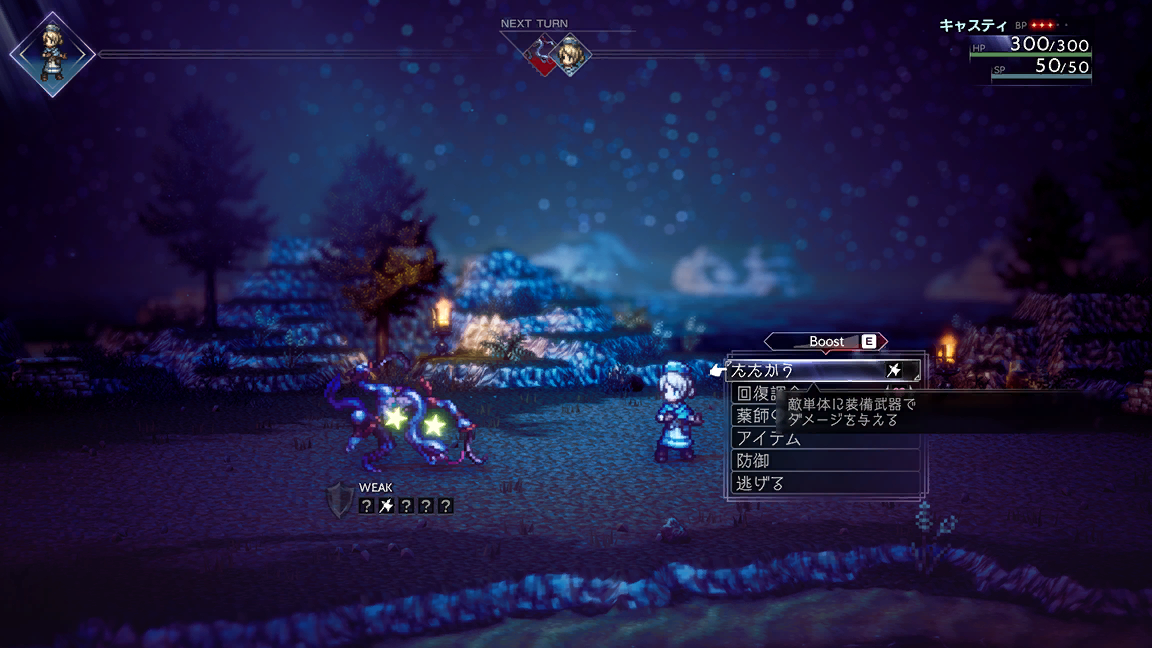 NEXT TURN
キャスティ BP
HP 300/300
SP 50/50
Boost E
たたかう
回復調
薬師
敵単体に装備武器で
ダメージを与える
アイテム
防御
逃げる
WEAK
? ? ? ?